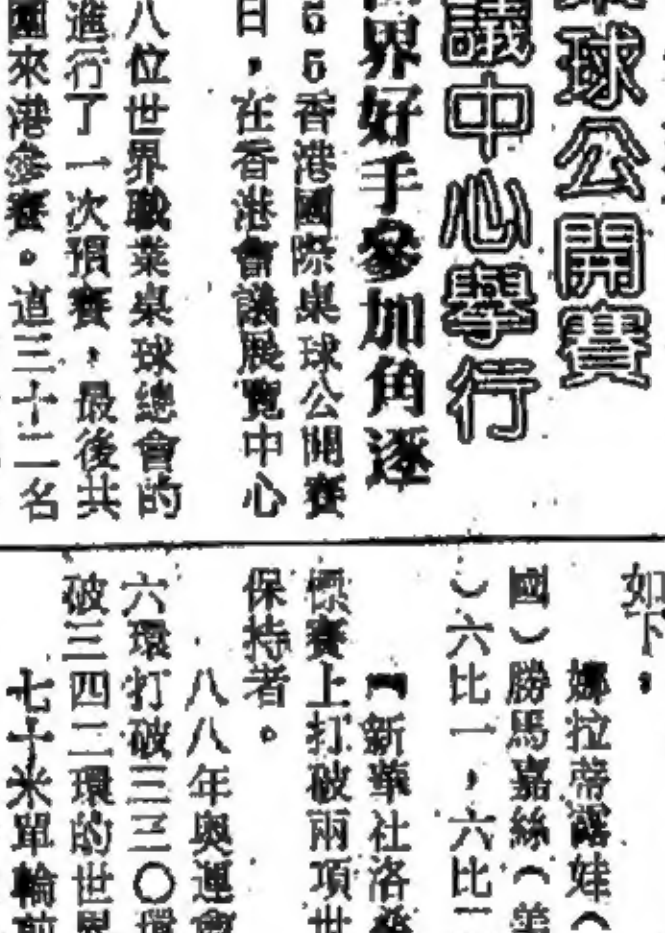 球公開賽
議中心舉行
界好手參加角逐
55香港國際桌球公開賽
日，在香港會議展覽中心
八位世界職業桌球總會的
進行了一次預賽，最後共
團來港參賽。這三十二名
如下，
娜拉蒂露娃（
國）勝馬嘉絲（美
）六比一，六比
【新華社洛
標賽上打破兩項世
保持者。
八八年奧運會
六環打破三三〇環
破三四二環的世界
七十米單輪前